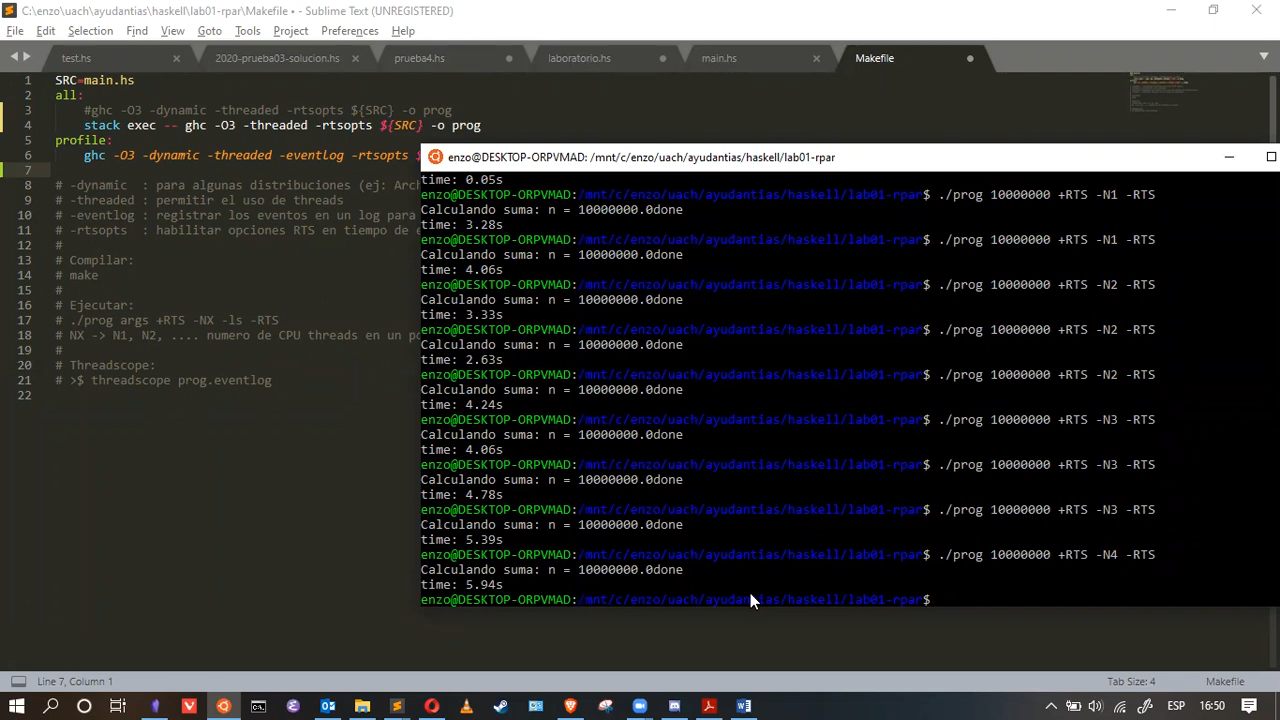 C:\enzo\uach\ayudantias\haskell\lab01-rpar\Makefile • - Sublime Text (UNREGISTERED)
File Edit Selection Find View Goto Tools Project Preferences Help
test.hs 2020-prueba03-solucion.hs prueba4.hs laboratorio.hs main.hs Makefile
1 SRC=main.hs
2 all:
3 #ghc -O3 -dynamic -threaded -rtsopts ${SRC} -o prog
4 stack exec -- ghc -O3 -threaded -rtsopts ${SRC} -o prog
5 profile:
6 ghc -O3 -dynamic -threaded -eventlog -rtsopts $
7
8 # -dynamic : para algunas distribuciones (ej: Arc
9 # -threaded : permitir el uso de threads
10 # -eventlog : registrar los eventos en un log para
11 # -rtsopts : habilitar opciones RTS en tiempo de e
12 #
13 # Compilar:
14 # make
15 #
16 # Ejecutar:
17 # ./prog args +RTS -NX -ls -RTS
18 # NX -> N1, N2, .... numero de CPU threads en un po
19 #
20 # Threadscope:
21 # >$ threadscope prog.eventlog
22
enzo@DESKTOP-ORPVMAD: /mnt/c/enzo/uach/ayudantias/haskell/lab01-rpar
time: 0.05s
enzo@DESKTOP-ORPVMAD:/mnt/c/enzo/uach/ayudantias/haskell/lab01-rpar$ ./prog 10000000 +RTS -N1 -RTS
Calculando suma: n = 10000000.0done
time: 3.28s
enzo@DESKTOP-ORPVMAD:/mnt/c/enzo/uach/ayudantias/haskell/lab01-rpar$ ./prog 10000000 +RTS -N1 -RTS
Calculando suma: n = 10000000.0done
time: 4.06s
enzo@DESKTOP-ORPVMAD:/mnt/c/enzo/uach/ayudantias/haskell/lab01-rpar$ ./prog 10000000 +RTS -N2 -RTS
Calculando suma: n = 10000000.0done
time: 3.33s
enzo@DESKTOP-ORPVMAD:/mnt/c/enzo/uach/ayudantias/haskell/lab01-rpar$ ./prog 10000000 +RTS -N2 -RTS
Calculando suma: n = 10000000.0done
time: 2.63s
enzo@DESKTOP-ORPVMAD:/mnt/c/enzo/uach/ayudantias/haskell/lab01-rpar$ ./prog 10000000 +RTS -N2 -RTS
Calculando suma: n = 10000000.0done
time: 4.24s
enzo@DESKTOP-ORPVMAD:/mnt/c/enzo/uach/ayudantias/haskell/lab01-rpar$ ./prog 10000000 +RTS -N3 -RTS
Calculando suma: n = 10000000.0done
time: 4.06s
enzo@DESKTOP-ORPVMAD:/mnt/c/enzo/uach/ayudantias/haskell/lab01-rpar$ ./prog 10000000 +RTS -N3 -RTS
Calculando suma: n = 10000000.0done
time: 4.78s
enzo@DESKTOP-ORPVMAD:/mnt/c/enzo/uach/ayudantias/haskell/lab01-rpar$ ./prog 10000000 +RTS -N3 -RTS
Calculando suma: n = 10000000.0done
time: 5.39s
enzo@DESKTOP-ORPVMAD:/mnt/c/enzo/uach/ayudantias/haskell/lab01-rpar$ ./prog 10000000 +RTS -N4 -RTS
Calculando suma: n = 10000000.0done
time: 5.94s
enzo@DESKTOP-ORPVMAD:/mnt/c/enzo/uach/ayudantias/haskell/lab01-rpar$
Line 7, Column 1 Tab Size: 4 Makefile
ESP 16:50